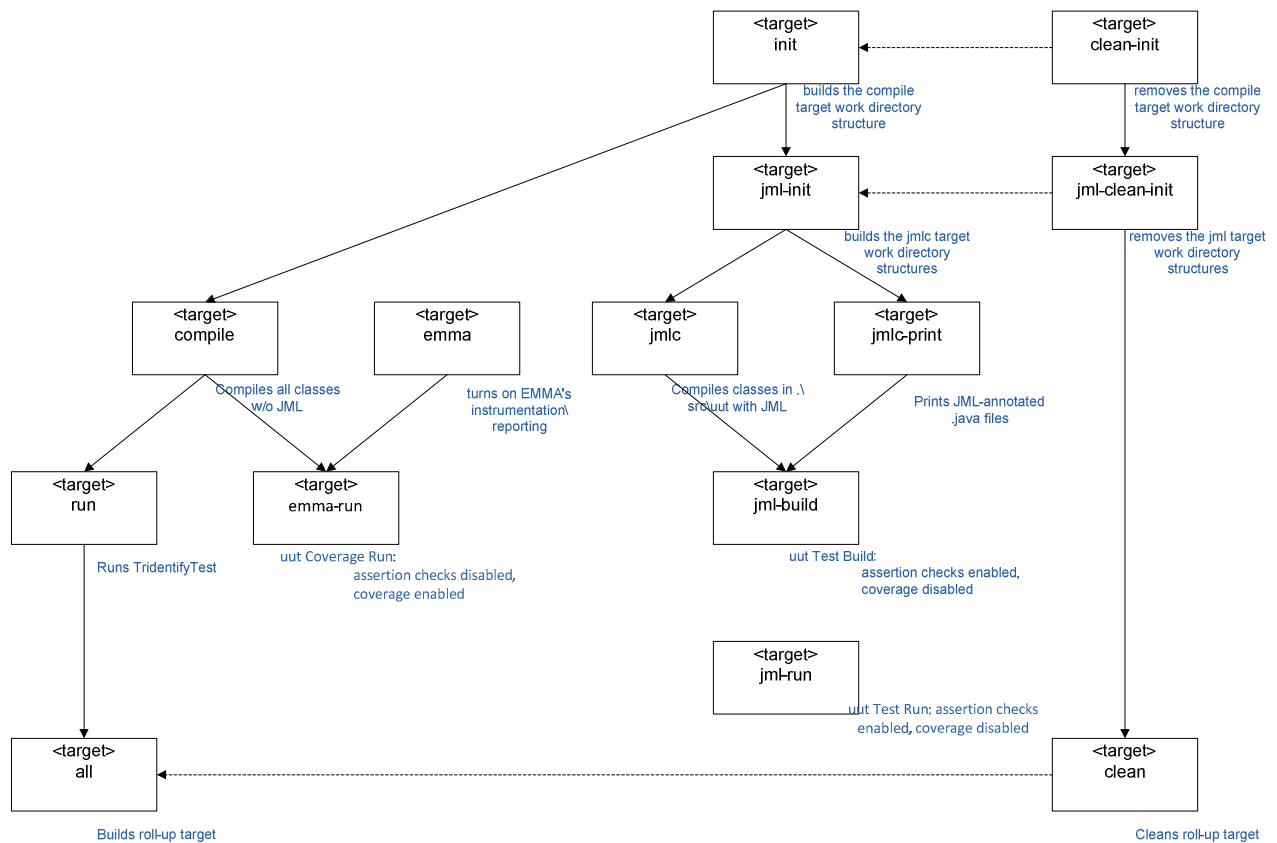 <target>
init
<target>
clean-init
builds the compile
target work directory
structure
removes the compile
target work directory
structure
<target>
jml-init
<target>
jml-clean-init
builds the jmlc target
work directory
structures
removes the jml target
work directory
structures
<target>
compile
<target>
emma
<target>
jmlc
<target>
jmlc-print
Compiles all classes
w/o JML
turns on EMMA's
instrumentation\
reporting
Compiles classes in .\
src\uut with JML
Prints JML-annotated
.java files
<target>
run
<target>
emma-run
<target>
jml-build
Runs TridentifyTest
uut Coverage Run:
assertion checks disabled,
coverage enabled
uut Test Build:
assertion checks enabled,
coverage disabled
<target>
jml-run
uut Test Run: assertion checks
enabled, coverage disabled
<target>
all
<target>
clean
Builds roll-up target
Cleans roll-up target